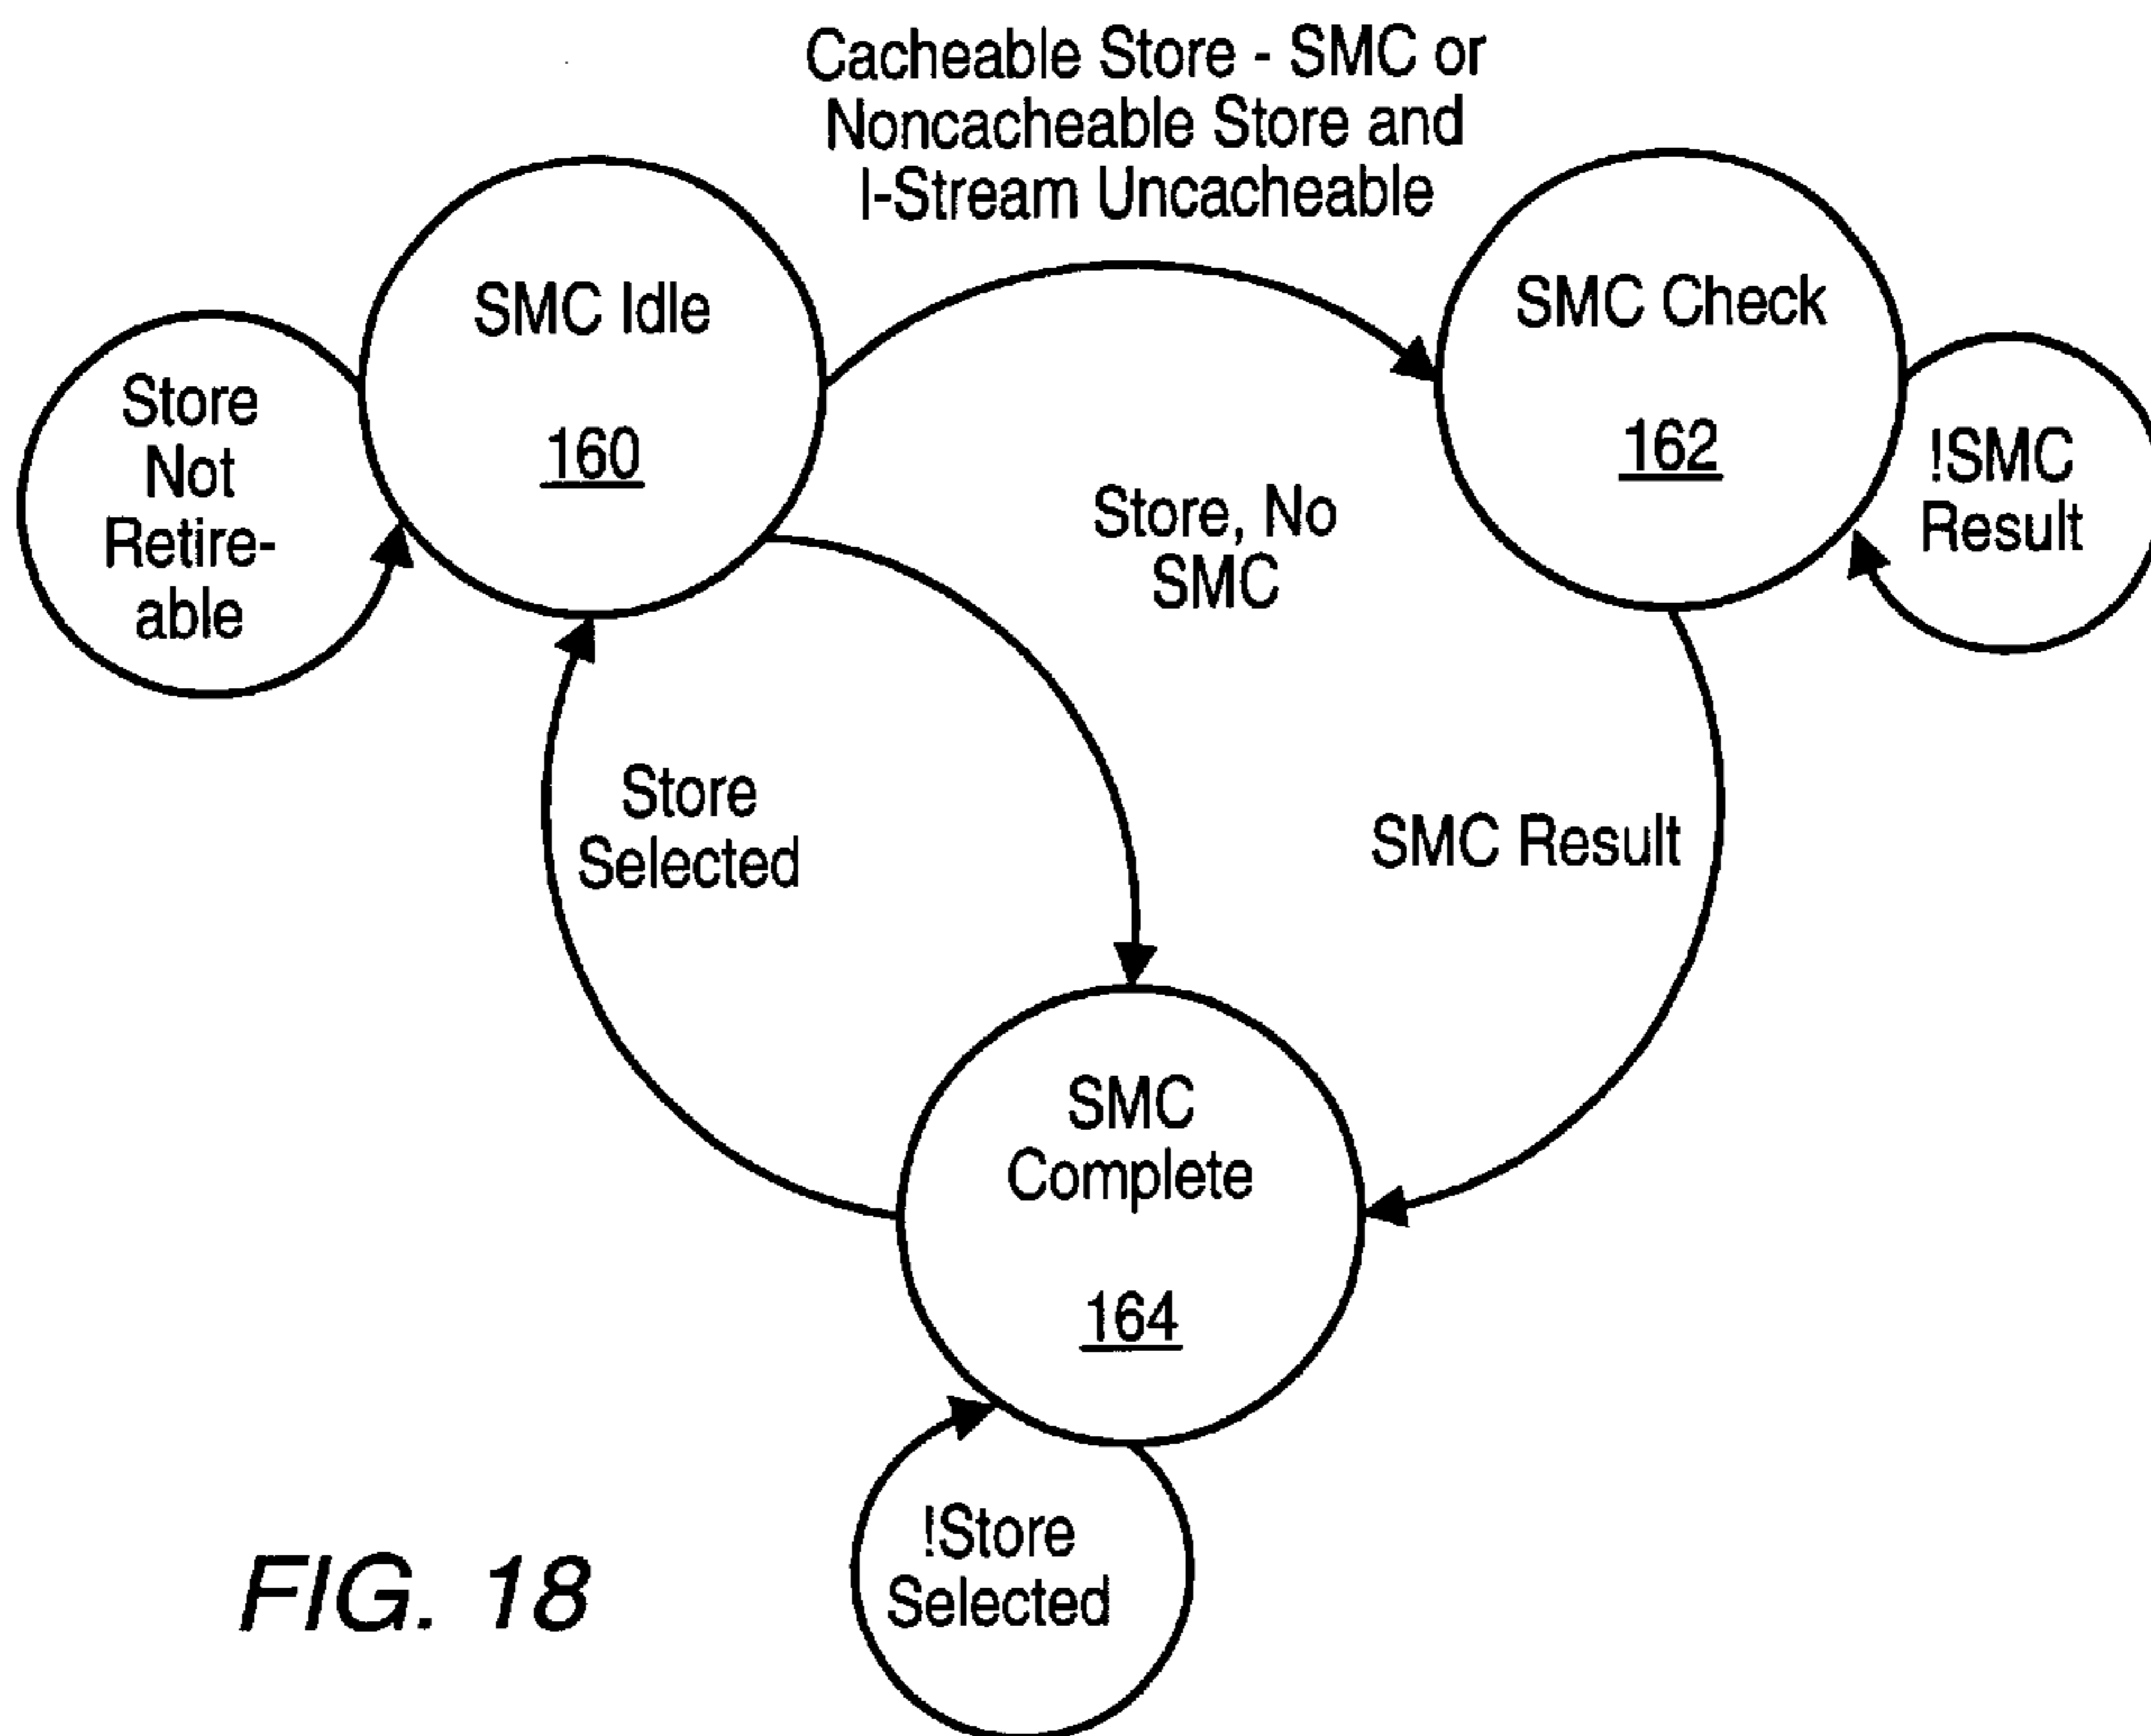 Cacheable Store - SMC or
Noncacheable Store and
I-Stream Uncacheable
SMC Idle
160
Store
Not
Retire-
able
SMC Check
162
!SMC
Result
Store, No
SMC
Store
Selected
SMC Result
SMC
Complete
164
!Store
Selected
FIG. 18